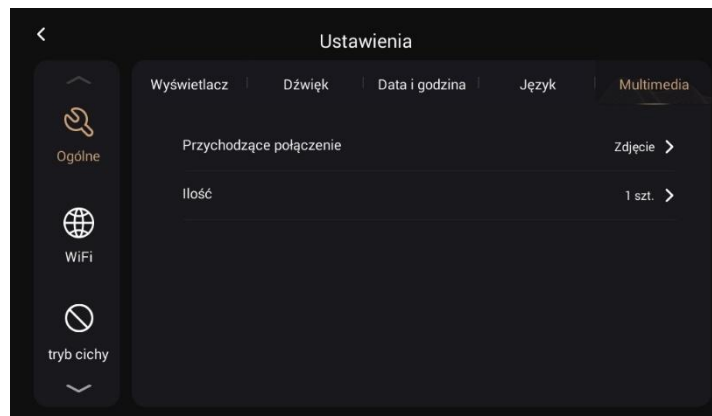 Ustawienia
Wyświetlacz Dźwięk Data i godzina Język Multimedia
Ogólne
WiFi
tryb cichy
Przychodzące połączenie Zdjęcie
Ilość 1 szt.